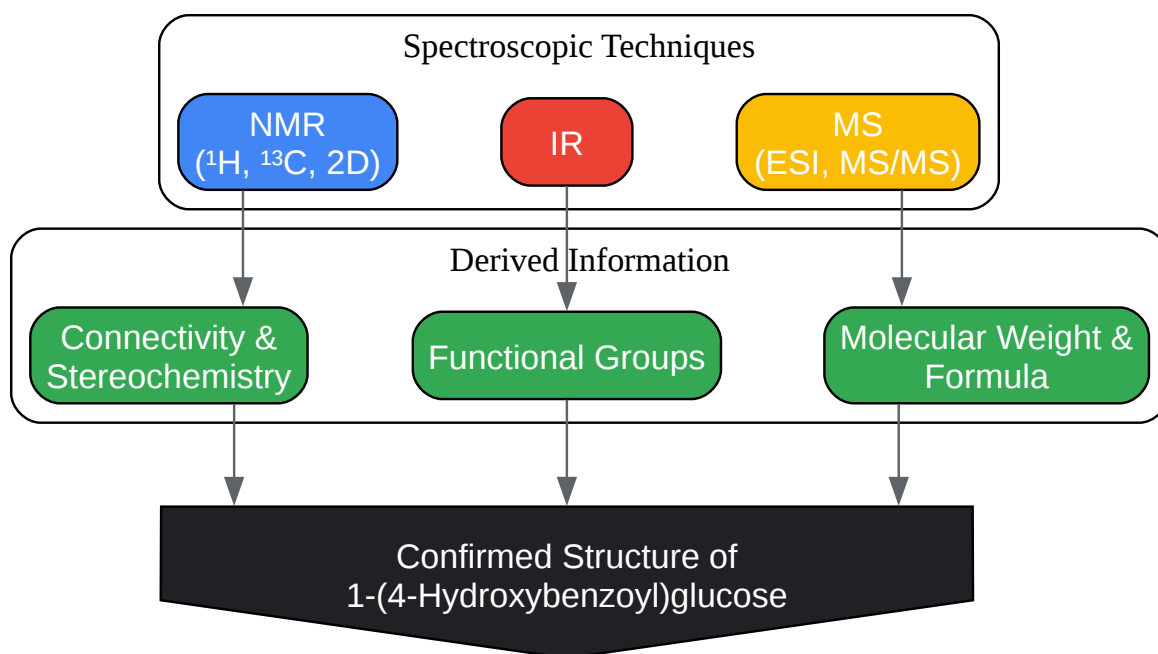 Spectroscopic Techniques
NMR
(¹H, ¹³C, 2D)
IR
MS
(ESI, MS/MS)
Derived Information
Connectivity &
Stereochemistry
Functional Groups
Molecular Weight &
Formula
Confirmed Structure of
1-(4-Hydroxybenzoyl)glucose